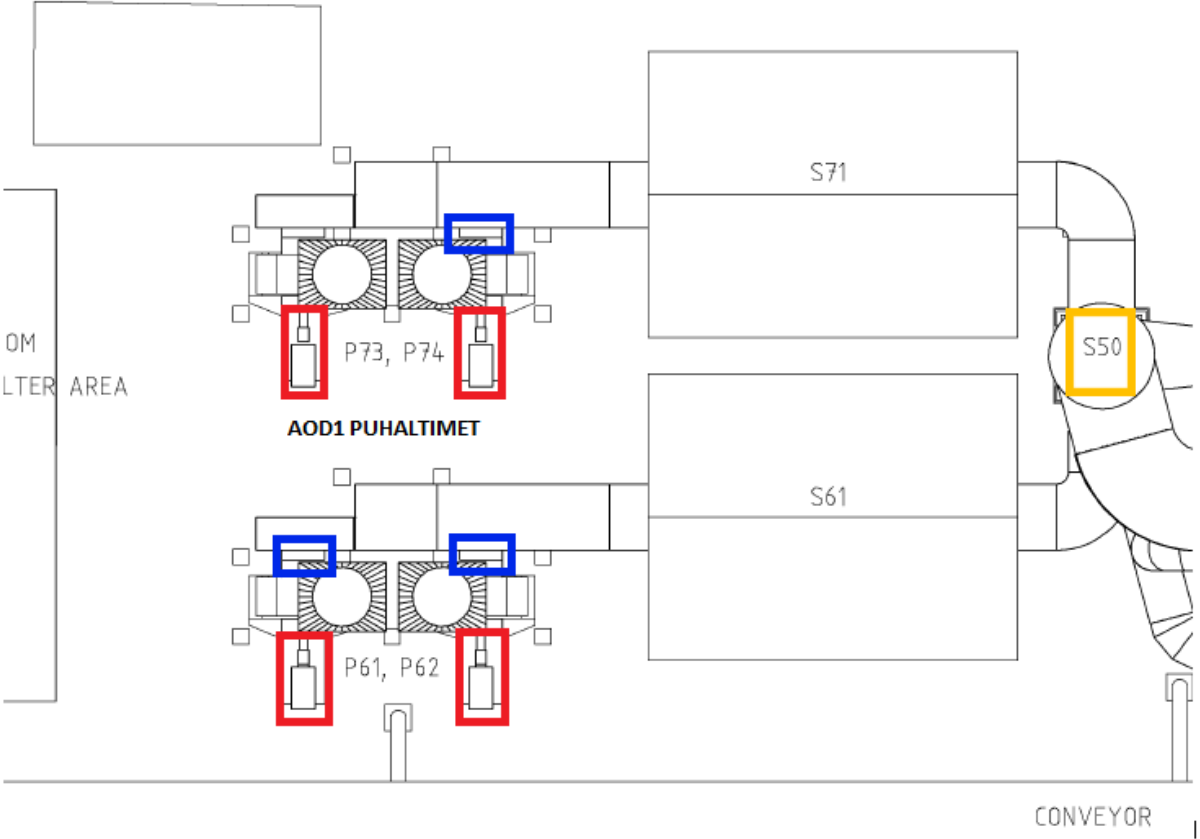 S71
S50
OM
P73, P74
LTER AREA
AOD1 PUHALTIMET
S61
P61, P62
CONVEYOR